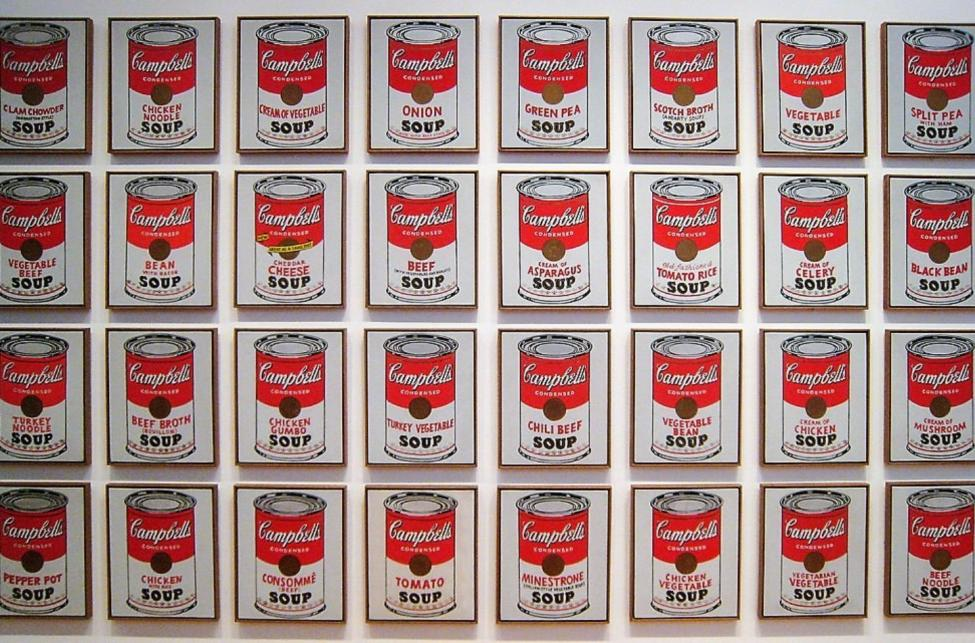 Campbell's
CONDENSED
CLAM CHOWDER
(MANHATTAN STYLE)
SOUP
Campbell's
CONDENSED
CHICKEN
NOODLE
SOUP
Campbell's
CONDENSED
CREAM OF VEGETABLE
SOUP
Campbell's
CONDENSED
ONION
SOUP
Campbell's
CONDENSED
GREEN PEA
SOUP
Campbell's
CONDENSED
SCOTCH BROTH
(A HEARTY SOUP)
SOUP
Campbell's
CONDENSED
VEGETABLE
SOUP
Campbell's
CONDENSED
SPLIT PEA
WITH HAM
SOUP
Campbell's
CONDENSED
VEGETABLE
BEEF
SOUP
Campbell's
CONDENSED
BEAN
WITH BACON
SOUP
Campbell's
CONDENSED
CHEDDAR
CHEESE
SOUP
Campbell's
CONDENSED
BEEF
SOUP
Campbell's
CONDENSED
CREAM OF
ASPARAGUS
SOUP
Campbell's
CONDENSED
Old-fashioned
TOMATO RICE
SOUP
Campbell's
CONDENSED
CREAM OF
CELERY
SOUP
Campbell's
CONDENSED
BLACK BEAN
SOUP
Campbell's
CONDENSED
TURKEY
NOODLE
SOUP
Campbell's
CONDENSED
BEEF BROTH
(BOUILLON)
SOUP
Campbell's
CONDENSED
CHICKEN
GUMBO
SOUP
Campbell's
CONDENSED
TURKEY VEGETABLE
SOUP
Campbell's
CONDENSED
CHILI BEEF
SOUP
Campbell's
CONDENSED
VEGETABLE
BEAN
SOUP
Campbell's
CONDENSED
CREAM OF
CHICKEN
SOUP
Campbell's
CONDENSED
CREAM OF
MUSHROOM
SOUP
Campbell's
CONDENSED
PEPPER POT
SOUP
Campbell's
CONDENSED
CHICKEN
WITH RICE
SOUP
Campbell's
CONDENSED
CONSOMMÉ
(BEEF)
SOUP
Campbell's
CONDENSED
TOMATO
SOUP
Campbell's
CONDENSED
MINESTRONE
SOUP
Campbell's
CONDENSED
CHICKEN
VEGETABLE
SOUP
Campbell's
CONDENSED
VEGETARIAN
VEGETABLE
SOUP
Campbell's
CONDENSED
BEEF
NOODLE
SOUP